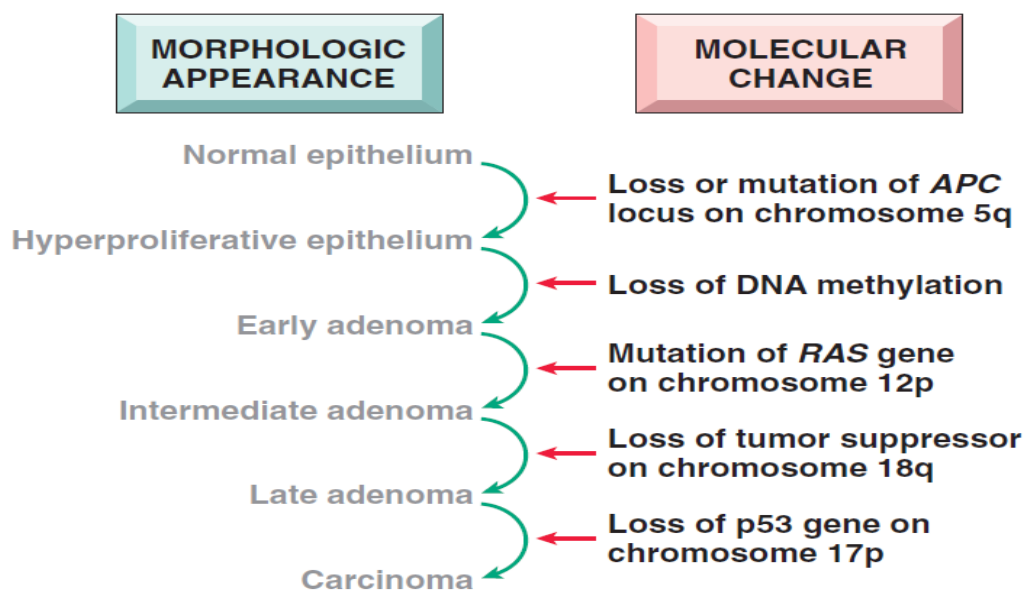 MORPHOLOGIC
APPEARANCE
MOLECULAR
CHANGE
Normal epithelium
Loss or mutation of APC
locus on chromosome 5q
Hyperproliferative epithelium
Loss of DNA methylation
Early adenoma
Mutation of RAS gene
on chromosome 12p
Intermediate adenoma
Loss of tumor suppressor
on chromosome 18q
Late adenoma
Loss of p53 gene on
chromosome 17p
Carcinoma